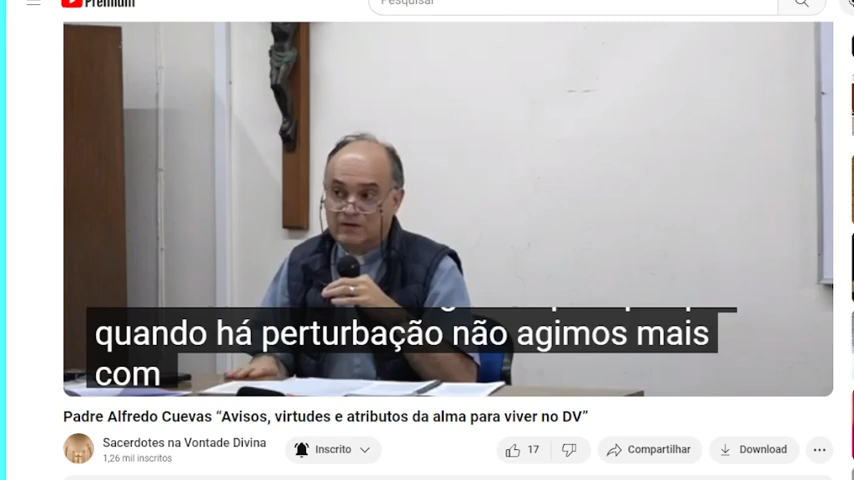 Premium
Pesquisar
quando há perturbação não agimos mais
com
Padre Alfredo Cuevas “Avisos, virtudes e atributos da alma para viver no DV”
Sacerdotes na Vontade Divina
1,26 mil inscritos
Inscrito
17
Compartilhar
Download